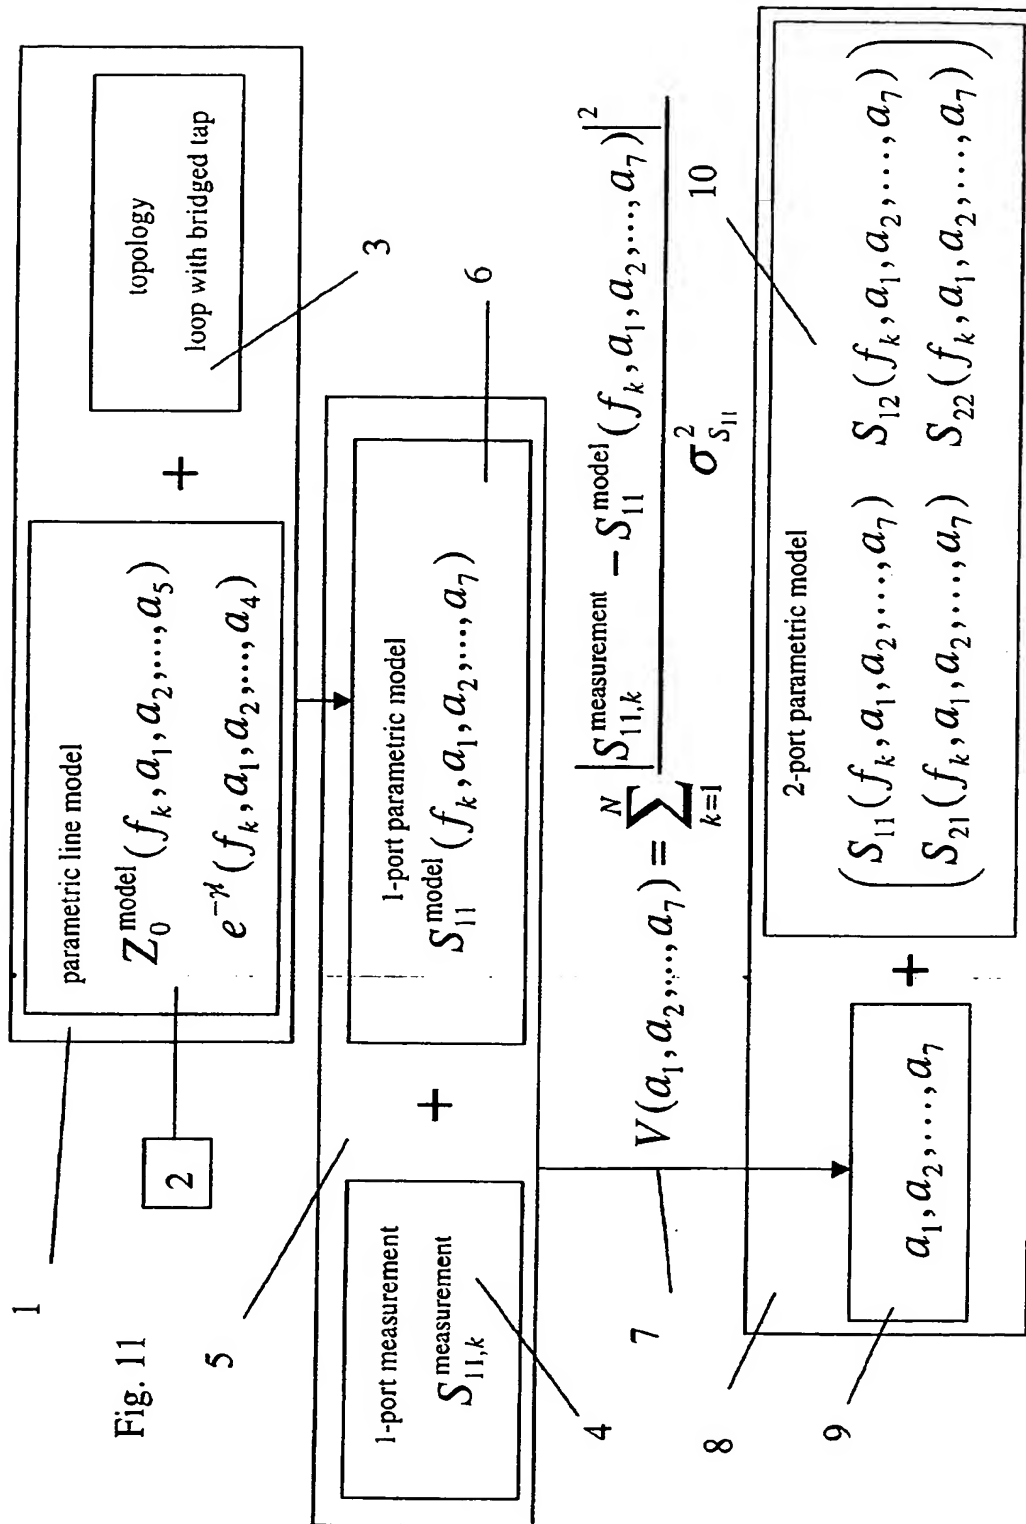 Fig. 11
1
parametric line model
Z_0^{model}(f_k, a_1, a_2, ..., a_5)
e^{-γl}(f_k, a_1, a_2, ..., a_4)
2
+
topology
loop with bridged tap
3
5
1-port measurement
S_{11,k}^{measurement}
4
+
1-port parametric model
S_{11}^{model}(f_k, a_1, a_2, ..., a_7)
6
7
V(a_1, a_2, ..., a_7) = \sum_{k=1}^{N} \frac{|S_{11,k}^{measurement} - S_{11}^{model}(f_k, a_1, a_2, ..., a_7)|^2}{σ_{S_{11}}^2}
8
9
a_1, a_2, ..., a_7
+
10
2-port parametric model
( S_{11}(f_k, a_1, a_2, ..., a_7) S_{12}(f_k, a_1, a_2, ..., a_7) )
( S_{21}(f_k, a_1, a_2, ..., a_7) S_{22}(f_k, a_1, a_2, ..., a_7) )